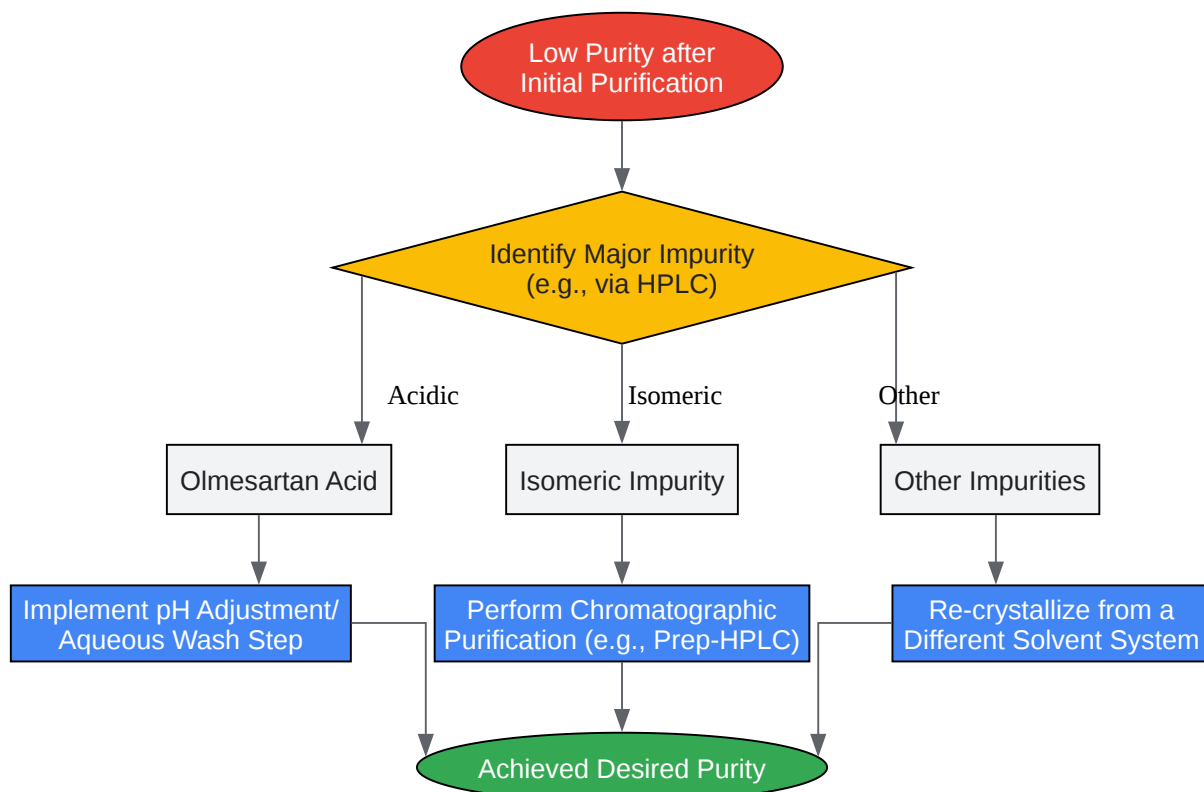 Low Purity after
Initial Purification
Identify Major Impurity
(e.g., via HPLC)
Acidic
Isomeric
Other
Olmesartan Acid
Isomeric Impurity
Other Impurities
Implement pH Adjustment/
Aqueous Wash Step
Perform Chromatographic
Purification (e.g., Prep-HPLC)
Re-crystallize from a
Different Solvent System
Achieved Desired Purity